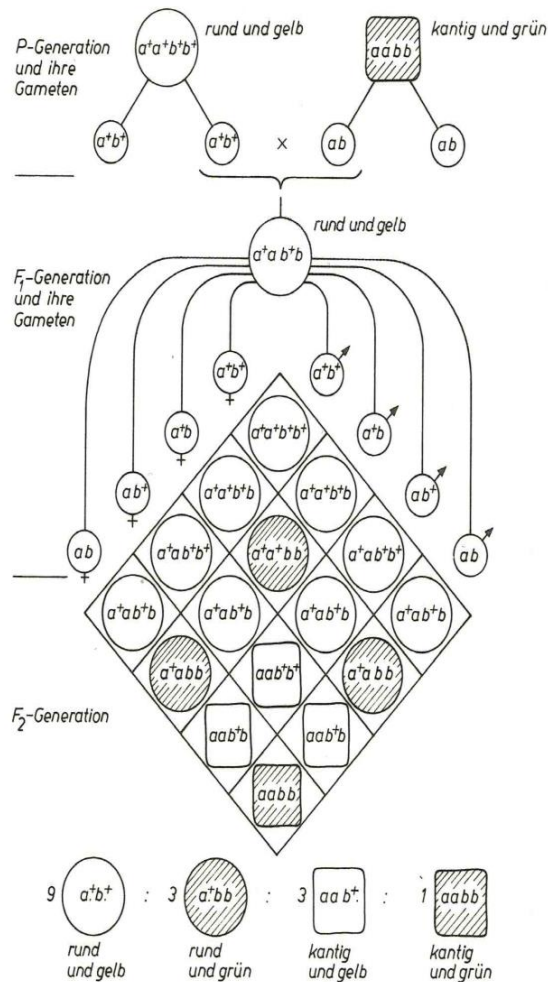 P-Generation
und ihre
Gameten
rund und gelb
a⁺a⁺b⁺b⁺
kantig und grün
aabb
a⁺b⁺
a⁺b⁺
×
ab
ab
rund und gelb
a⁺ab⁺b
F₁-Generation
und ihre
Gameten
a⁺b⁺ ♀
a⁺b⁺ ♂
a⁺b ♀
a⁺b ♂
ab⁺ ♀
ab⁺ ♂
ab ♀
ab ♂
a⁺a⁺b⁺b⁺
a⁺a⁺b⁺b
a⁺a⁺b⁺b
a⁺ab⁺b⁺
a⁺a⁺bb
a⁺ab⁺b⁺
a⁺ab⁺b
a⁺ab⁺b
a⁺ab⁺b
a⁺ab⁺b
a⁺abb
aab⁺b⁺
a⁺abb
F₂-Generation
aab⁺b
aab⁺b
aabb
9 a⁺.b⁺. : 3 a⁺.bb : 3 aab⁺. : 1 aabb
rund und gelb
rund und grün
kantig und gelb
kantig und grün